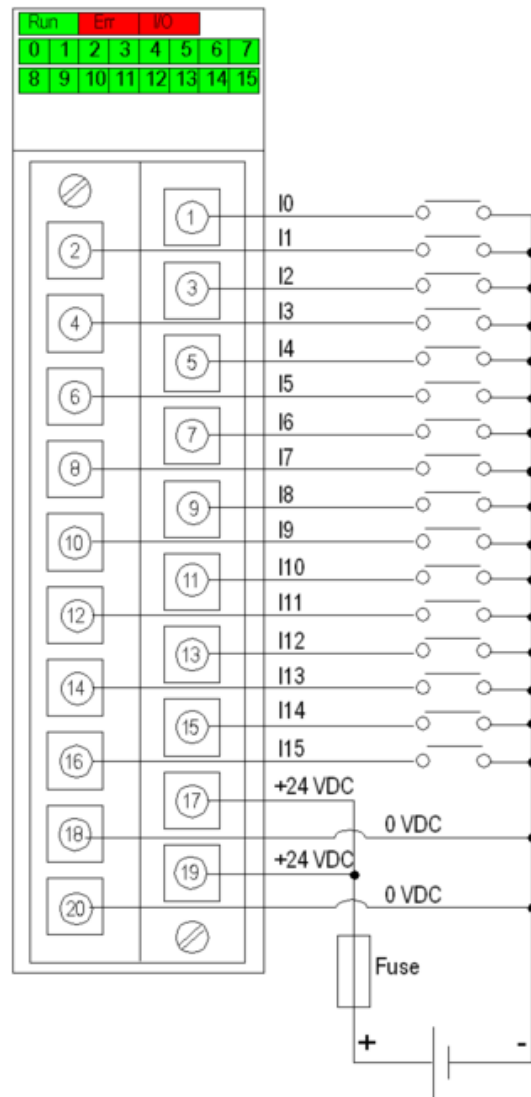 Run Err I/O
0 1 2 3 4 5 6 7
8 9 10 11 12 13 14 15
1 I0
2 I1
3 I2
4 I3
5 I4
6 I5
7 I6
8 I7
9 I8
10 I9
11 I10
12 I11
13 I12
14 I13
15 I14
16 I15
17 +24 VDC
18 0 VDC
19 +24 VDC
20 0 VDC
Fuse
+ -